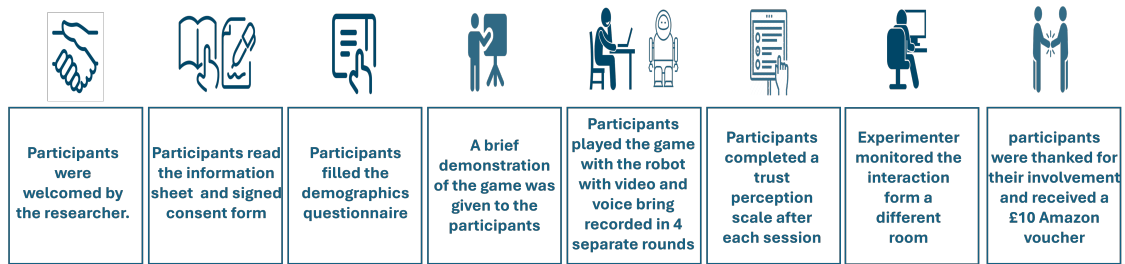 Participants
were
welcomed by
the researcher.
Participants read
the information
sheet and signed
consent form
Participants
filled the
demographics
questionnaire
A brief
demonstration
of the game was
given to the
participants
Participants
played the game
with the robot
with video and
voice bring
recorded in 4
separate rounds
Participants
completed a
trust
perception
scale after
each session
Experimenter
monitored the
interaction
form a
different
room
participants
were thanked for
their involvement
and received a
£10 Amazon
voucher